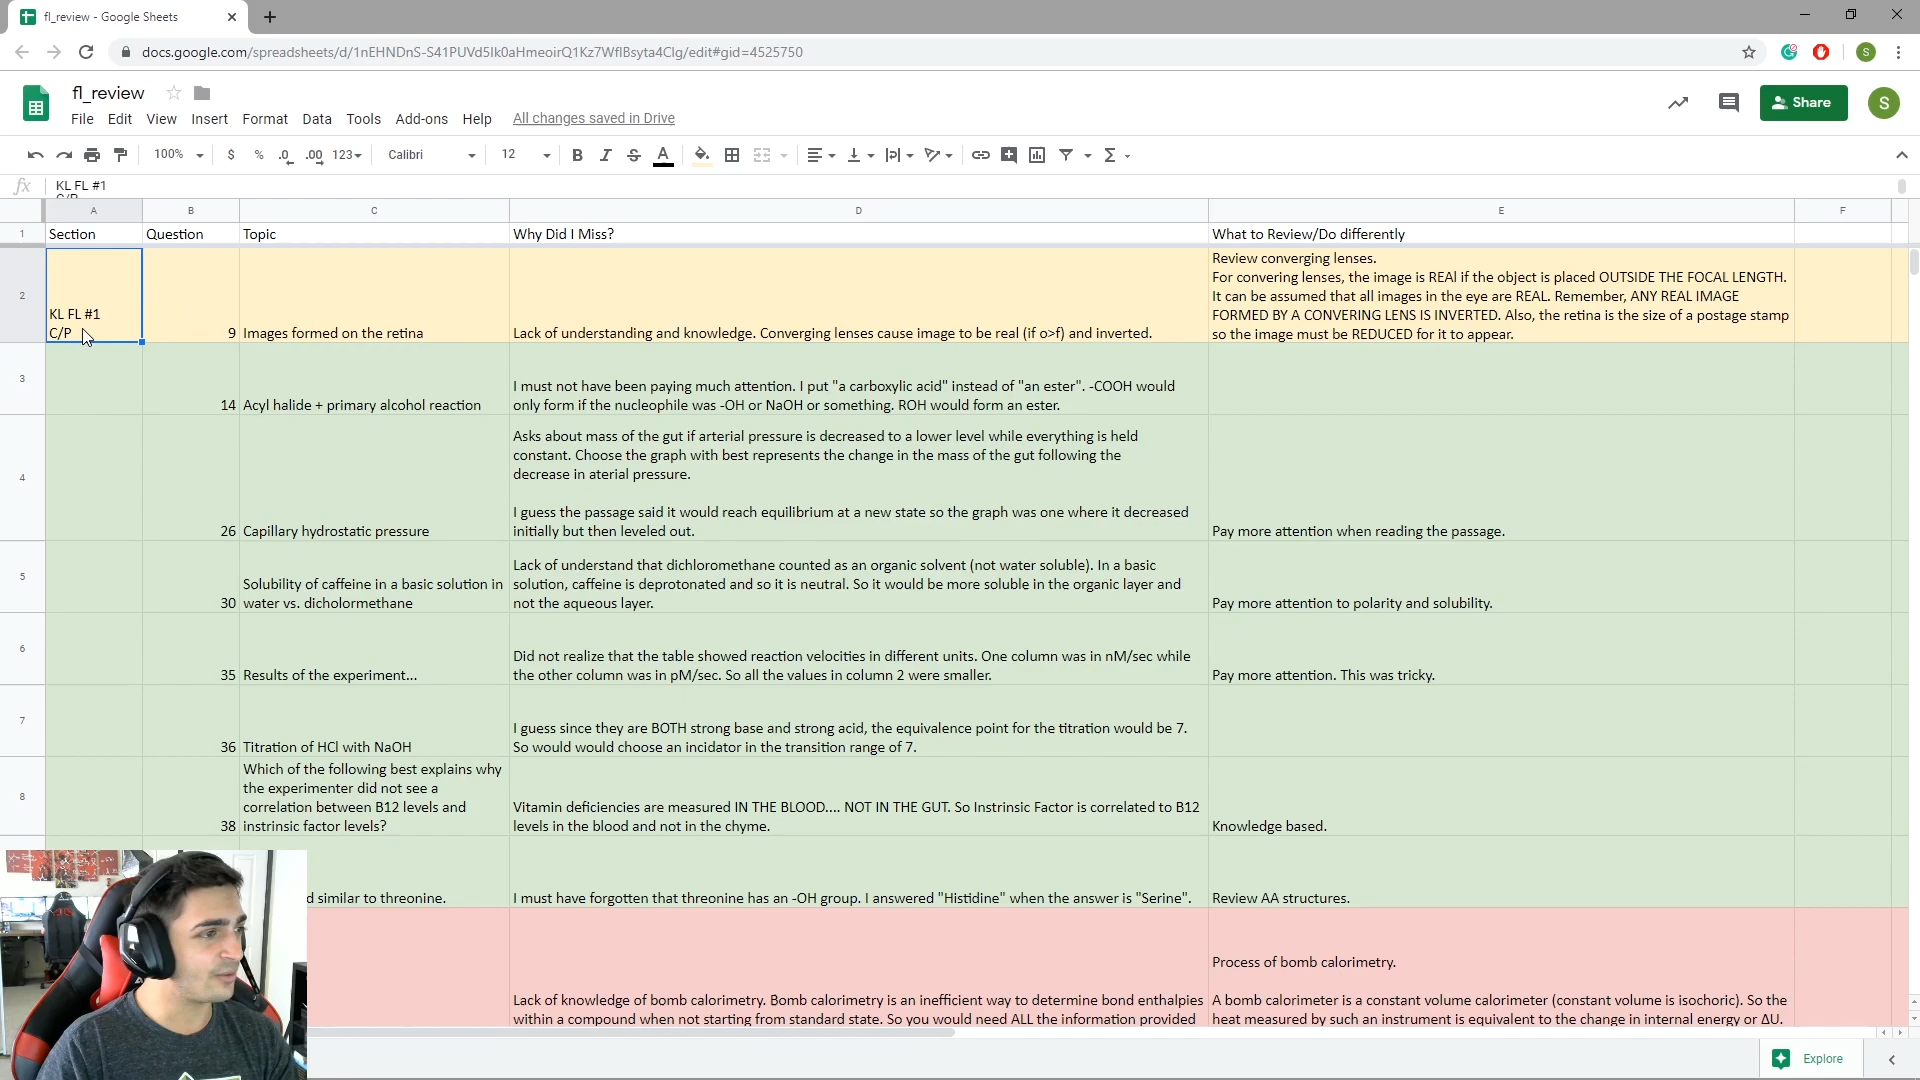 fl_review - Google Sheets
docs.google.com/spreadsheets/d/1nEHNDnS-S41PUVd5Ik0aHmeoirQ1Kz7WfIBsyta4CIg/edit#gid=4525750
S
fl_review
File Edit View Insert Format Data Tools Add-ons Help All changes saved in Drive
Share
S
100% $ % .0 .00 123 Calibri 12 B I S A
fx KL FL #1
C/P
A B C D E F
1 Section Question Topic Why Did I Miss? What to Review/Do differently
2
KL FL #1
C/P
9 Images formed on the retina
Lack of understanding and knowledge. Converging lenses cause image to be real (if o>f) and inverted.
Review converging lenses.
For convering lenses, the image is REAl if the object is placed OUTSIDE THE FOCAL LENGTH.
It can be assumed that all images in the eye are REAL. Remember, ANY REAL IMAGE
FORMED BY A CONVERING LENS IS INVERTED. Also, the retina is the size of a postage stamp
so the image must be REDUCED for it to appear.
3
14 Acyl halide + primary alcohol reaction
I must not have been paying much attention. I put "a carboxylic acid" instead of "an ester". -COOH would
only form if the nucleophile was -OH or NaOH or something. ROH would form an ester.
4
26 Capillary hydrostatic pressure
Asks about mass of the gut if arterial pressure is decreased to a lower level while everything is held
constant. Choose the graph with best represents the change in the mass of the gut following the
decrease in aterial pressure.
I guess the passage said it would reach equilibrium at a new state so the graph was one where it decreased
initially but then leveled out.
Pay more attention when reading the passage.
5
Solubility of caffeine in a basic solution in
30 water vs. dicholormethane
Lack of understand that dichloromethane counted as an organic solvent (not water soluble). In a basic
solution, caffeine is deprotonated and so it is neutral. So it would be more soluble in the organic layer and
not the aqueous layer.
Pay more attention to polarity and solubility.
6
35 Results of the experiment...
Did not realize that the table showed reaction velocities in different units. One column was in nM/sec while
the other column was in pM/sec. So all the values in column 2 were smaller.
Pay more attention. This was tricky.
7
36 Titration of HCl with NaOH
I guess since they are BOTH strong base and strong acid, the equivalence point for the titration would be 7.
So would would choose an incidator in the transition range of 7.
8
Which of the following best explains why
the experimenter did not see a
correlation between B12 levels and
38 instrinsic factor levels?
Vitamin deficiencies are measured IN THE BLOOD.... NOT IN THE GUT. So Instrinsic Factor is correlated to B12
levels in the blood and not in the chyme.
Knowledge based.
d similar to threonine.
I must have forgotten that threonine has an -OH group. I answered "Histidine" when the answer is "Serine".
Review AA structures.
Lack of knowledge of bomb calorimetry. Bomb calorimetry is an inefficient way to determine bond enthalpies
within a compound when not starting from standard state. So you would need ALL the information provided
Process of bomb calorimetry.
A bomb calorimeter is a constant volume calorimeter (constant volume is isochoric). So the
heat measured by such an instrument is equivalent to the change in internal energy or ΔU.
Explore